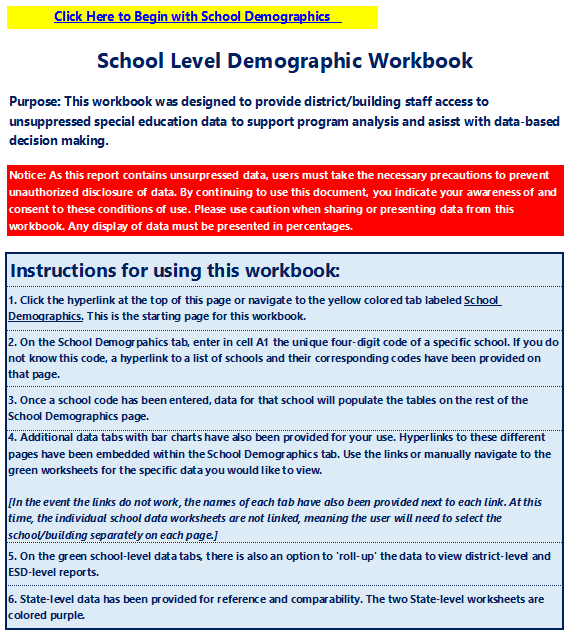 Click Here to Begin with School Demographics
School Level Demographic Workbook
Purpose: This workbook was designed to provide district/building staff access to
unsuppressed special education data to support program analysis and asisst with data-based
decision making.
Notice: As this report contains unsurpressed data, users must take the necessary precautions to prevent
unauthorized disclosure of data. By continuing to use this document, you indicate your awareness of and
consent to these conditions of use. Please use caution when sharing or presenting data from this
workbook. Any display of data must be presented in percentages.
Instructions for using this workbook:
1. Click the hyperlink at the top of this page or navigate to the yellow colored tab labeled School
Demographics. This is the starting page for this workbook.
2. On the School Demogrpahics tab, enter in cell A1 the unique four-digit code of a specific school. If you do
not know this code, a hyperlink to a list of schools and their corresponding codes have been provided on
that page.
3. Once a school code has been entered, data for that school will populate the tables on the rest of the
School Demographics page.
4. Additional data tabs with bar charts have also been provided for your use. Hyperlinks to these different
pages have been embedded within the School Demographics tab. Use the links or manually navigate to the
green worksheets for the specific data you would like to view.
[In the event the links do not work, the names of each tab have also been provided next to each link. At this
time, the individual school data worksheets are not linked, meaning the user will need to select the
school/building separately on each page.]
5. On the green school-level data tabs, there is also an option to 'roll-up' the data to view district-level and
ESD-level reports.
6. State-level data has been provided for reference and comparability. The two State-level worksheets are
colored purple.